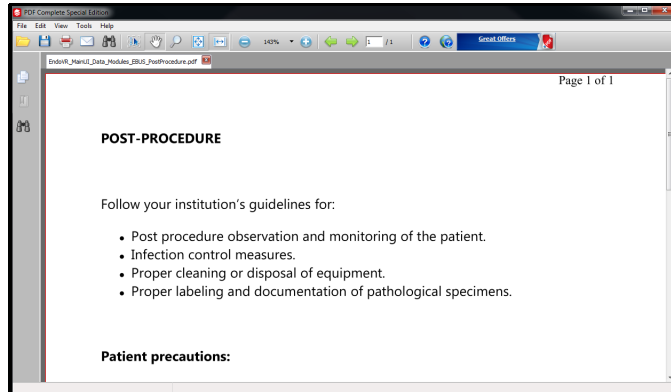 PDF Complete Special Edition
File Edit View Tools Help
143% 1 / 1 Great Offers
EndoVR_MainUI_Data_Modules_EBUS_PostProcedure.pdf
Page 1 of 1
POST-PROCEDURE
Follow your institution's guidelines for:
• Post procedure observation and monitoring of the patient.
• Infection control measures.
• Proper cleaning or disposal of equipment.
• Proper labeling and documentation of pathological specimens.
Patient precautions: